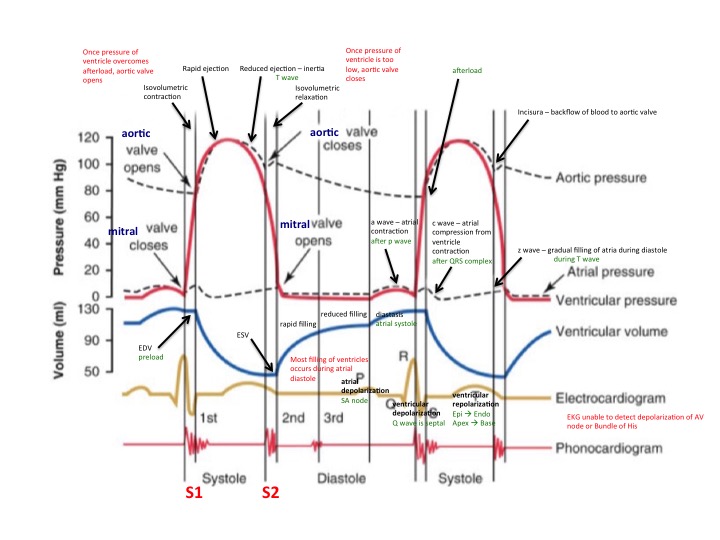 Once pressure of
ventricle overcomes
afterload, aortic valve
opens
Rapid ejection
Reduced ejection – inertia
T wave
Once pressure of
ventricle is too
low, aortic valve
closes
afterload
Isovolumetric
contraction
Isovolumetric
relaxation
Incisura – backflow of blood to aortic valve
Pressure (mm Hg)
120
100
80
60
40
20
0
aortic
valve
opens
aortic valve
closes
Aortic pressure
mitral valve
closes
mitral valve
opens
a wave – atrial
contraction
after p wave
c wave – atrial
compression from
ventricle
contraction
after QRS complex
z wave – gradual filling of atria during diastole
during T wave
Atrial pressure
Ventricular pressure
Volume (ml)
130
90
50
EDV
preload
ESV
rapid filling
reduced filling
diastasis
atrial systole
Ventricular volume
Most filling of ventricles
occurs during atrial
diastole
P
R
Q
S
atrial
depolarization
SA node
ventricular
depolarization
Q wave is septal
ventricular
repolarization
Epi → Endo
Apex → Base
Electrocardiogram
EKG unable to detect depolarization of AV
node or Bundle of His
1st
2nd
3rd
Phonocardiogram
Systole
Diastole
Systole
S1
S2